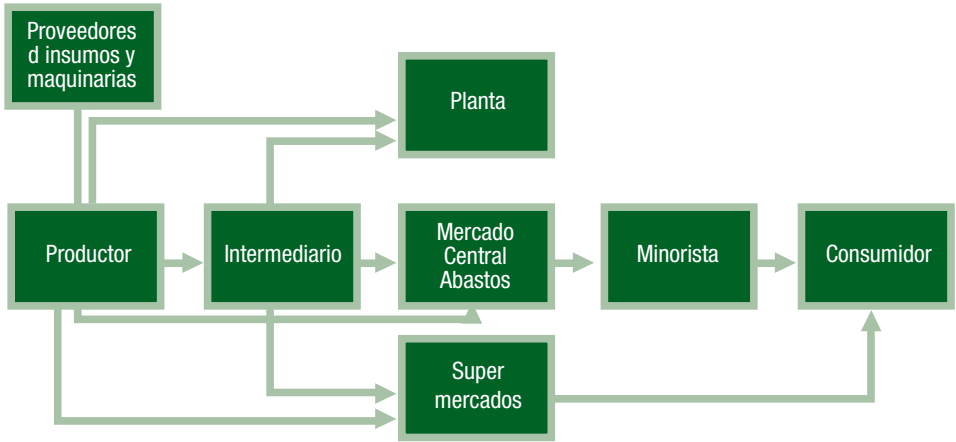 Proveedores
d insumos y
maquinarias
Planta
Productor
Intermediario
Mercado
Central
Abastos
Minorista
Consumidor
Super
mercados